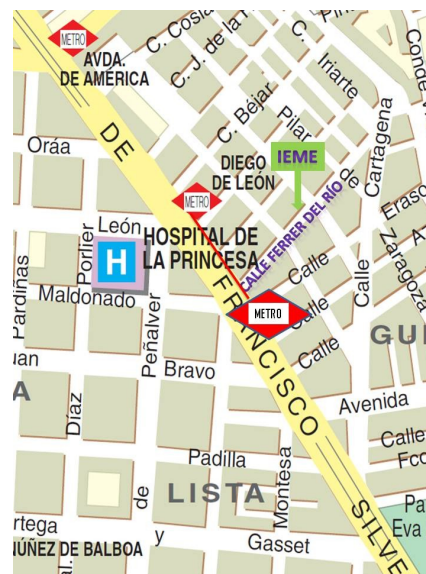 METRO
AVDA.
DE AMÉRICA
C. Cosla
C. J. de la
C. Béjar
Pilar
de
Iriarte
Cartagena
Conde
Oráa
DE
DIEGO
DE LEÓN
IEME
METRO
CALLE FERRER DEL RÍO
León
HOSPITAL DE
LA PRINCESA
H
Porlier
Pardiñas
Maldonado
Peñalver
FRANCISCO
METRO
Calle
Calle
Calle
Calle
Eraso
Zaragoza
GU
uan
Bravo
A
Díaz
Avenida
Calle
Fco
Padilla
LISTA
Montesa
de
SILVE
Pa
Eva
rtega
y
Gasset
NÚÑEZ DE BALBOA